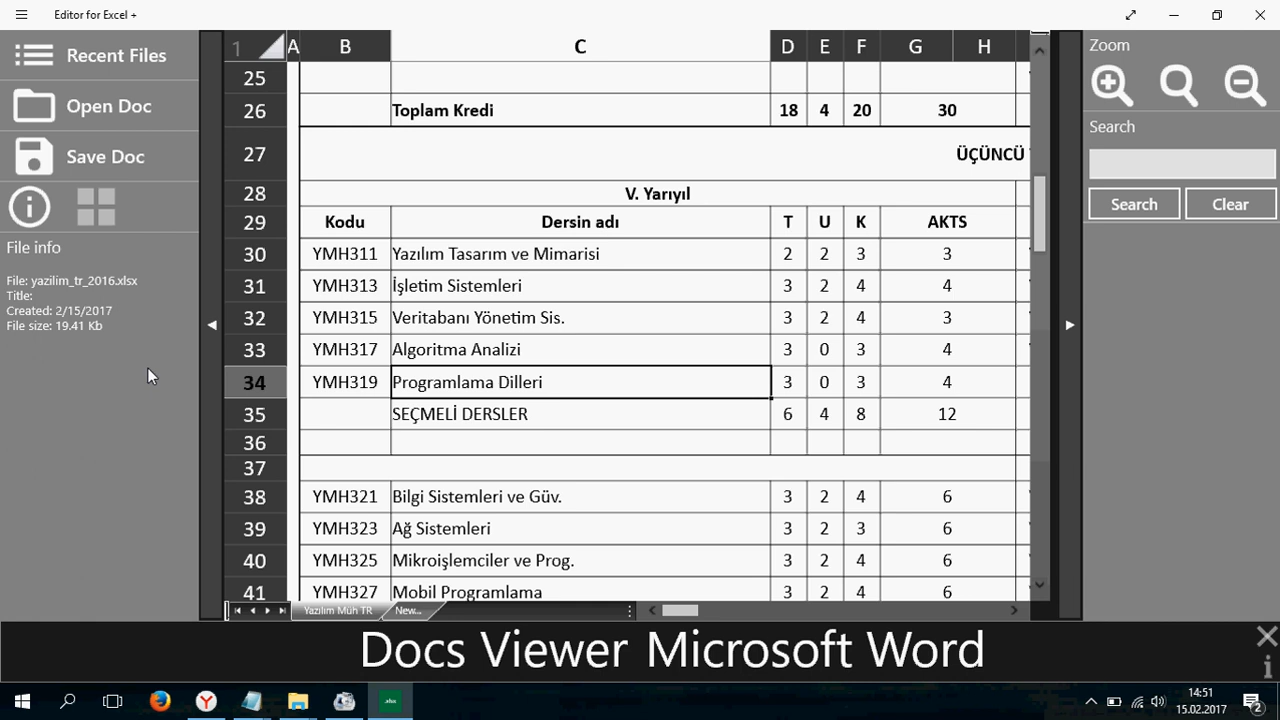 Editor for Excel +
Recent Files
Open Doc
Save Doc
File info
File: yazilim_tr_2016.xlsx
Title:
Created: 2/15/2017
File size: 19.41 Kb
1 A B C D E F G H
25
26 Toplam Kredi 18 4 20 30
27 ÜÇÜNCÜ
28 V. Yarıyıl
29 Kodu Dersin adı T U K AKTS
30 YMH311 Yazılım Tasarım ve Mimarisi 2 2 3 3
31 YMH313 İşletim Sistemleri 3 2 4 4
32 YMH315 Veritabanı Yönetim Sis. 3 2 4 3
33 YMH317 Algoritma Analizi 3 0 3 4
34 YMH319 Programlama Dilleri 3 0 3 4
35 SEÇMELİ DERSLER 6 4 8 12
36
37
38 YMH321 Bilgi Sistemleri ve Güv. 3 2 4 6
39 YMH323 Ağ Sistemleri 3 2 3 6
40 YMH325 Mikroişlemciler ve Prog. 3 2 4 6
41 YMH327 Mobil Programlama 3 2 4 6
Yazılım Müh TR New...
Zoom
Search
Search Clear
Docs Viewer Microsoft Word
.xlsx
14:51
15.02.2017
2